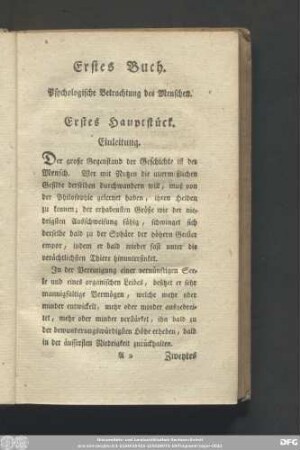 Erstes Buch.
Psychologische Betrachtung des Menschen.
Erstes Hauptstück.
Einleitung.
Der große Gegenstand der Geschichte ist der
Mensch. Wer mit Nutzen die unermeßlichen
Gefilde derselben durchwandern will, muß von
der Philosophie gelernet haben, ihren Helden
zu kennen; der erhabensten Größe wie der nie-
drigsten Ausschweifung fähig, schwinget sich
derselbe bald zu der Sphäre der höhern Geister
empor, indem er bald wieder fast unter die
verächtlichsten Thiere hinuntersinkt.
In der Vereinigung einer vernünftigen See-
le und eines organischen Leibes, besitzet er sehr
mannigfaltige Vermögen, welche mehr oder
minder entwickelt, mehr oder minder ausgebrei-
tet, mehr oder minder verstärket, ihn bald zu
der bewunderungswürdigsten Höhe erheben, bald
in der äussersten Niedrigkeit zurückhalten.
Zweytes
DFG